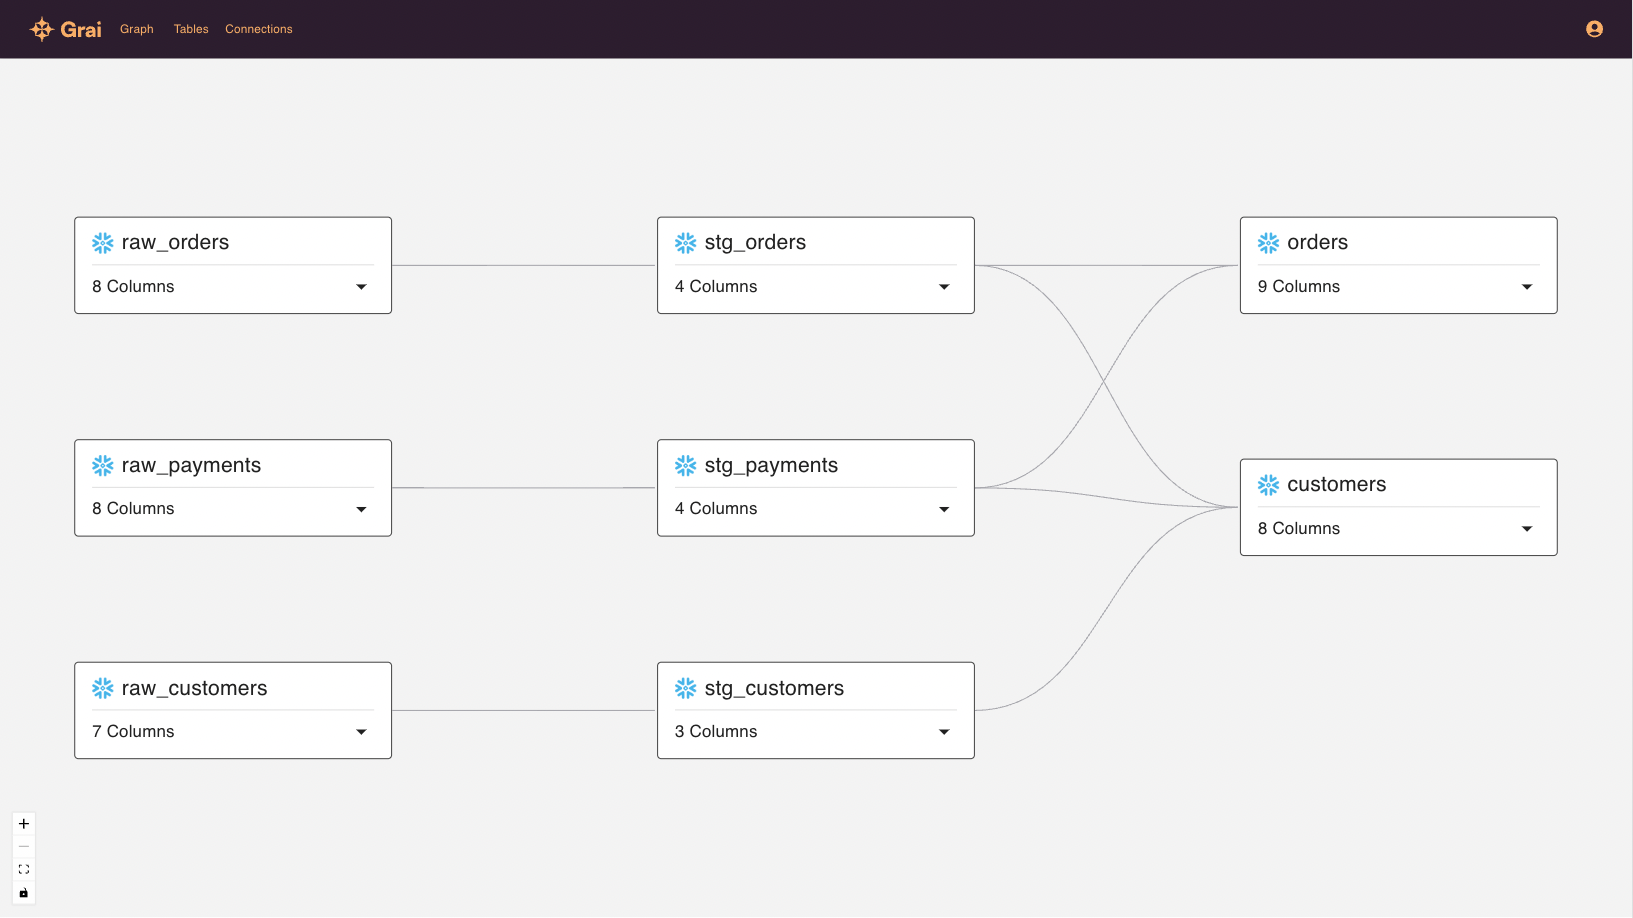 Grai
Graph
Tables
Connections
raw_orders
8 Columns
stg_orders
4 Columns
orders
9 Columns
raw_payments
8 Columns
stg_payments
4 Columns
customers
8 Columns
raw_customers
7 Columns
stg_customers
3 Columns